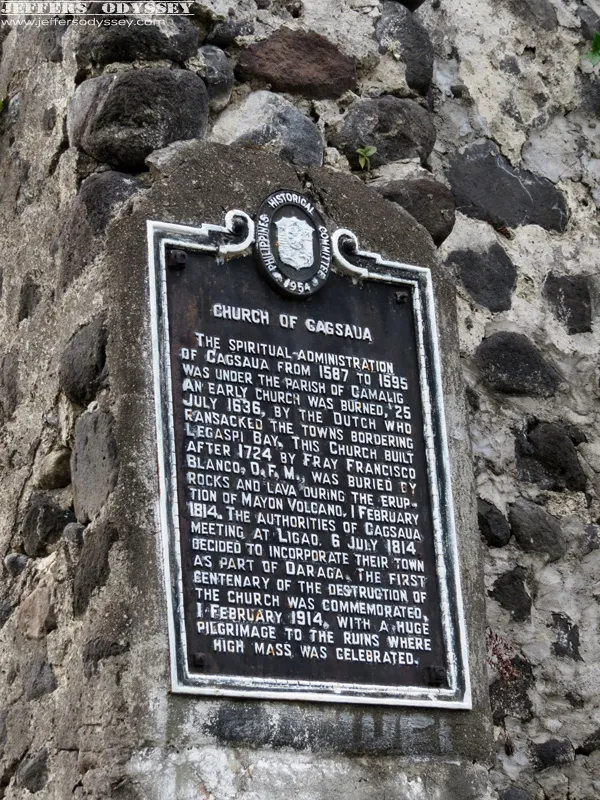 JEFFERS ODYSSEY
www.jeffersodyssey.com
PHILIPPINES HISTORICAL COMMITTEE
1954
CHURCH OF CAGSAUA
THE SPIRITUAL-ADMINISTRATION
OF CAGSAUA FROM 1587 TO 1595
WAS UNDER THE PARISH OF CAMALIG
AN EARLY CHURCH WAS BURNED, 25
JULY 1636, BY THE DUTCH WHO
RANSACKED THE TOWNS BORDERING
LEGASPI BAY. THIS CHURCH BUILT
AFTER 1724 BY FRAY FRANCISCO
BLANCO, O.F.M., WAS BURIED BY
ROCKS AND LAVA DURING THE ERUP-
TION OF MAYON VOLCANO, 1 FEBRUARY
1814. THE AUTHORITIES OF CAGSAUA
MEETING AT LIGAO, 6 JULY 1814
DECIDED TO INCORPORATE THEIR TOWN
AS PART OF DARAGA. THE FIRST
CENTENARY OF THE DESTRUCTION OF
THE CHURCH WAS COMMEMORATED,
1 FEBRUARY 1914, WITH A HUGE
PILGRIMAGE TO THE RUINS WHERE
HIGH MASS WAS CELEBRATED.